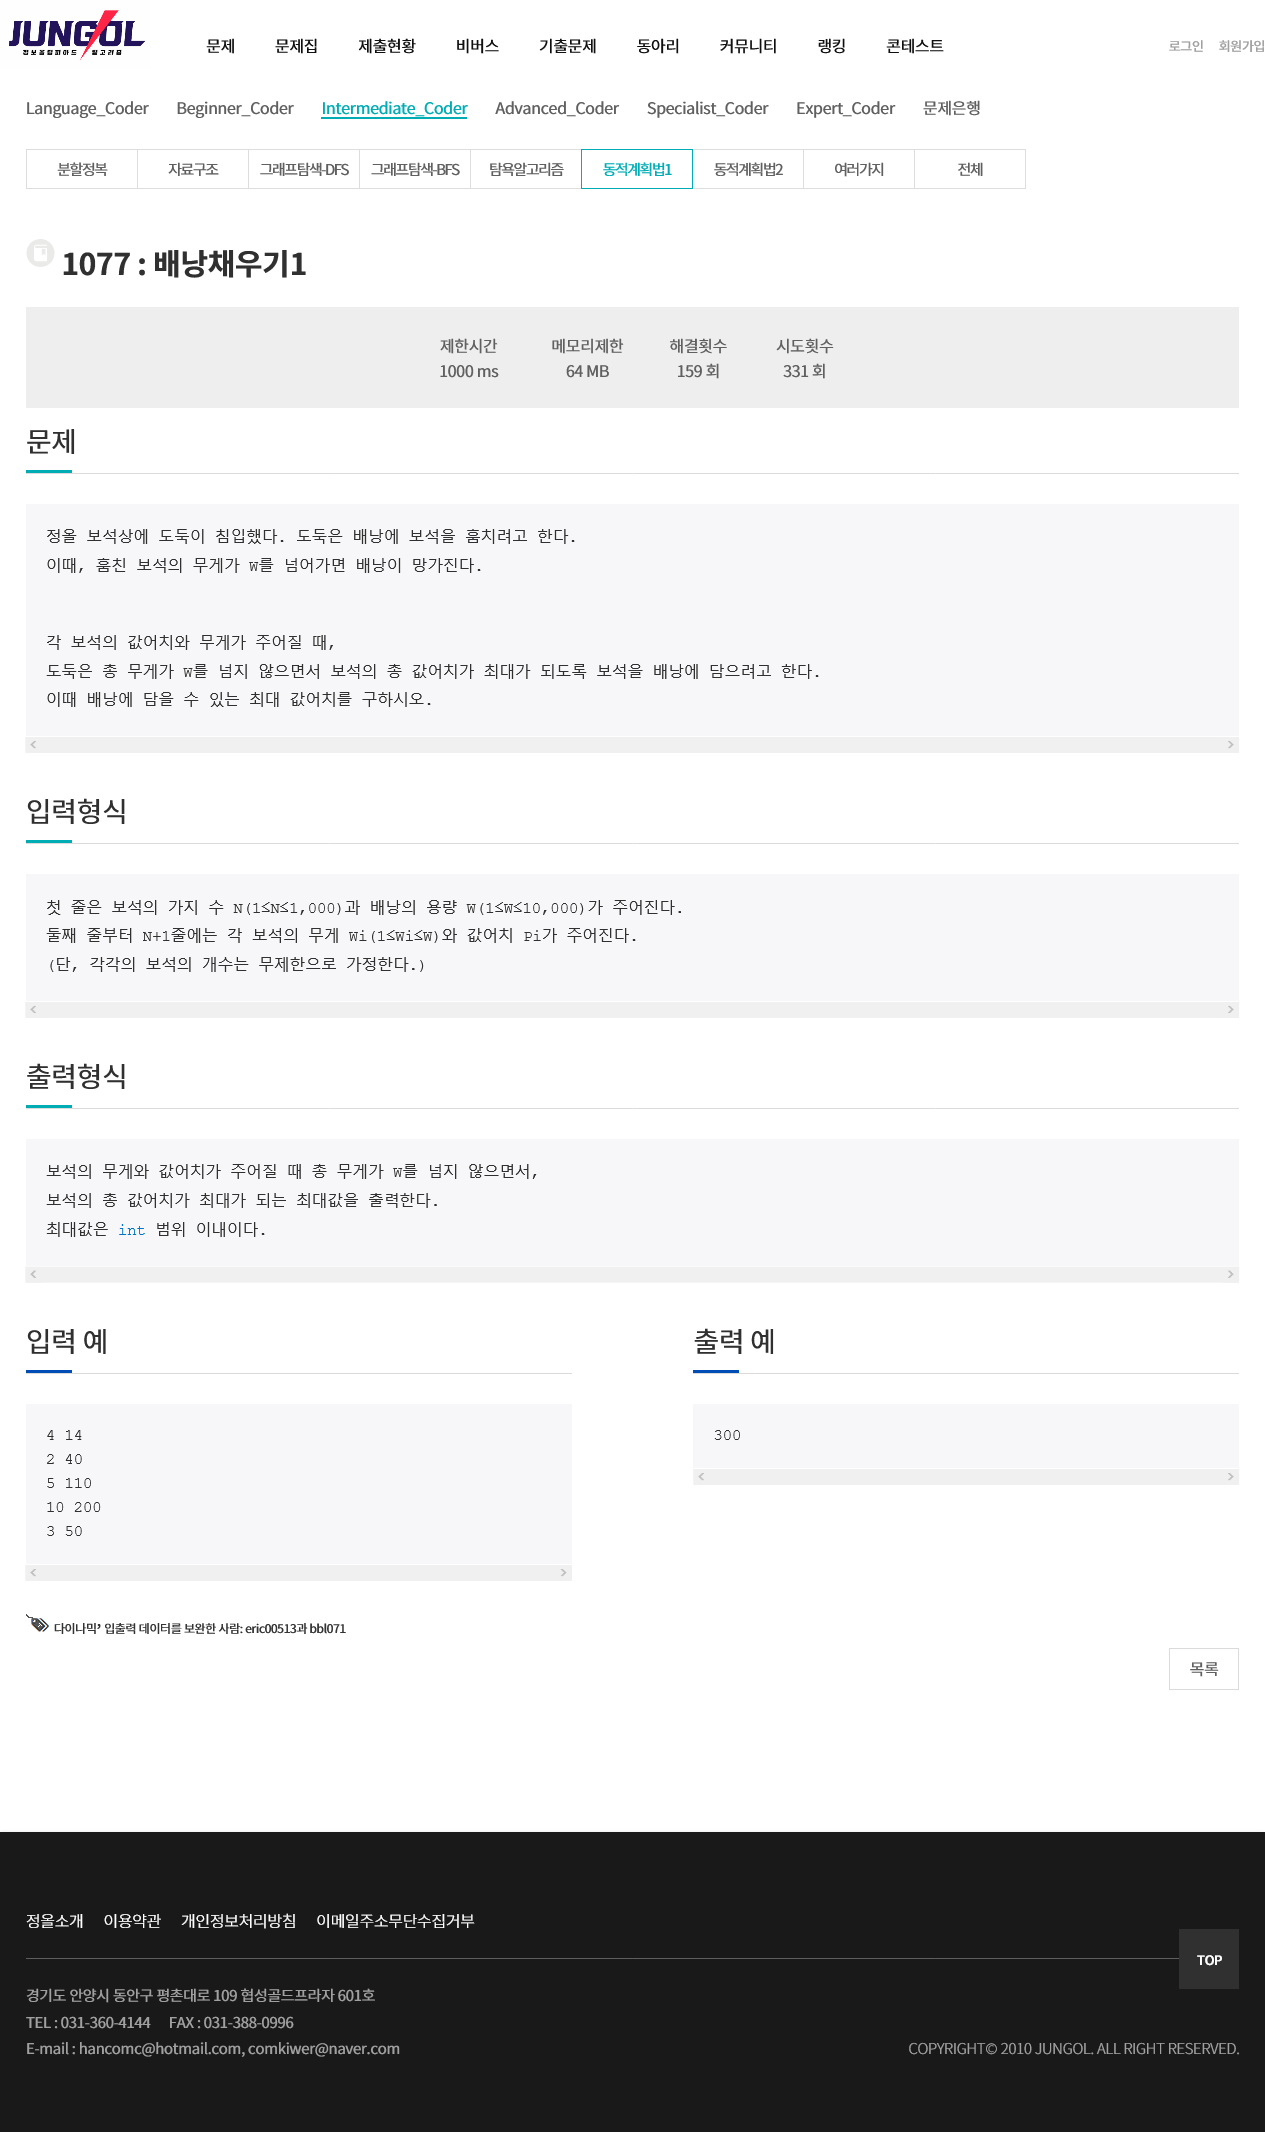 JUNGOL
정보올림피아드 알고리즘
문제 문제집 제출현황 비버스 기출문제 동아리 커뮤니티 랭킹 콘테스트 로그인 회원가입
Language_Coder Beginner_Coder Intermediate_Coder Advanced_Coder Specialist_Coder Expert_Coder 문제은행
분할정복 자료구조 그래프탐색-DFS 그래프탐색-BFS 탐욕알고리즘 동적계획법1 동적계획법2 여러가지 전체
1077 : 배낭채우기1
제한시간 메모리제한 해결횟수 시도횟수
1000 ms 64 MB 159 회 331 회
문제
정올 보석상에 도둑이 침입했다. 도둑은 배낭에 보석을 훔치려고 한다.
이때, 훔친 보석의 무게가 W를 넘어가면 배낭이 망가진다.
각 보석의 값어치와 무게가 주어질 때,
도둑은 총 무게가 W를 넘지 않으면서 보석의 총 값어치가 최대가 되도록 보석을 배낭에 담으려고 한다.
이때 배낭에 담을 수 있는 최대 값어치를 구하시오.
입력형식
첫 줄은 보석의 가지 수 N(1≤N≤1,000)과 배낭의 용량 W(1≤W≤10,000)가 주어진다.
둘째 줄부터 N+1줄에는 각 보석의 무게 Wi(1≤Wi≤W)와 값어치 Pi가 주어진다.
(단, 각각의 보석의 개수는 무제한으로 가정한다.)
출력형식
보석의 무게와 값어치가 주어질 때 총 무게가 W를 넘지 않으면서,
보석의 총 값어치가 최대가 되는 최대값을 출력한다.
최대값은 int 범위 이내이다.
입력 예
4 14
2 40
5 110
10 200
3 50
출력 예
300
다이나믹’ 입출력 데이터를 보완한 사람: eric00513과 bbl071
목록
정올소개 이용약관 개인정보처리방침 이메일주소무단수집거부
TOP
경기도 안양시 동안구 평촌대로 109 협성골드프라자 601호
TEL : 031-360-4144 FAX : 031-388-0996
E-mail : hancomc@hotmail.com, comkiwer@naver.com
COPYRIGHT© 2010 JUNGOL. ALL RIGHT RESERVED.